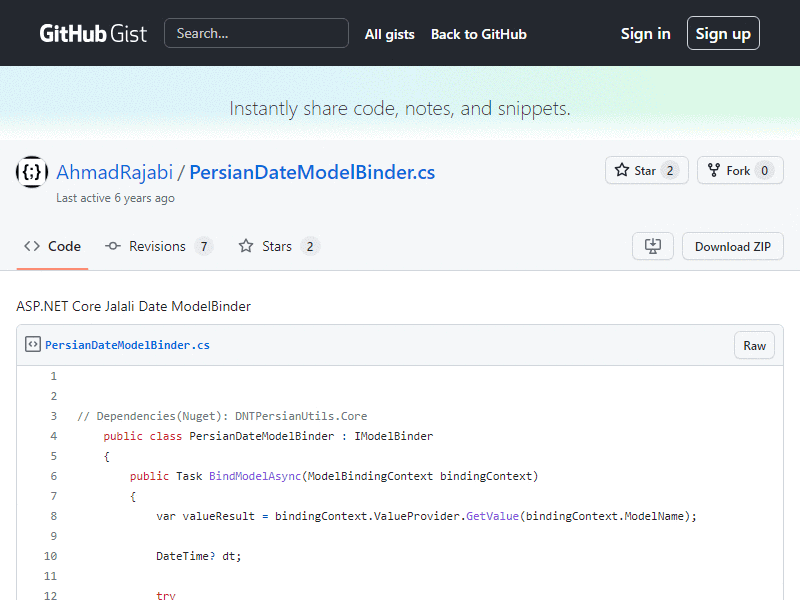 GitHub Gist Search... All gists Back to GitHub Sign in Sign up
Instantly share code, notes, and snippets.
{;} AhmadRajabi / PersianDateModelBinder.cs Star 2 Fork 0
Last active 6 years ago
Code Revisions 7 Stars 2 Download ZIP
ASP.NET Core Jalali Date ModelBinder
PersianDateModelBinder.cs Raw
1
2
3 // Dependencies(Nuget): DNTPersianUtils.Core
4 public class PersianDateModelBinder : IModelBinder
5 {
6 public Task BindModelAsync(ModelBindingContext bindingContext)
7 {
8 var valueResult = bindingContext.ValueProvider.GetValue(bindingContext.ModelName);
9
10 DateTime? dt;
11
12 try